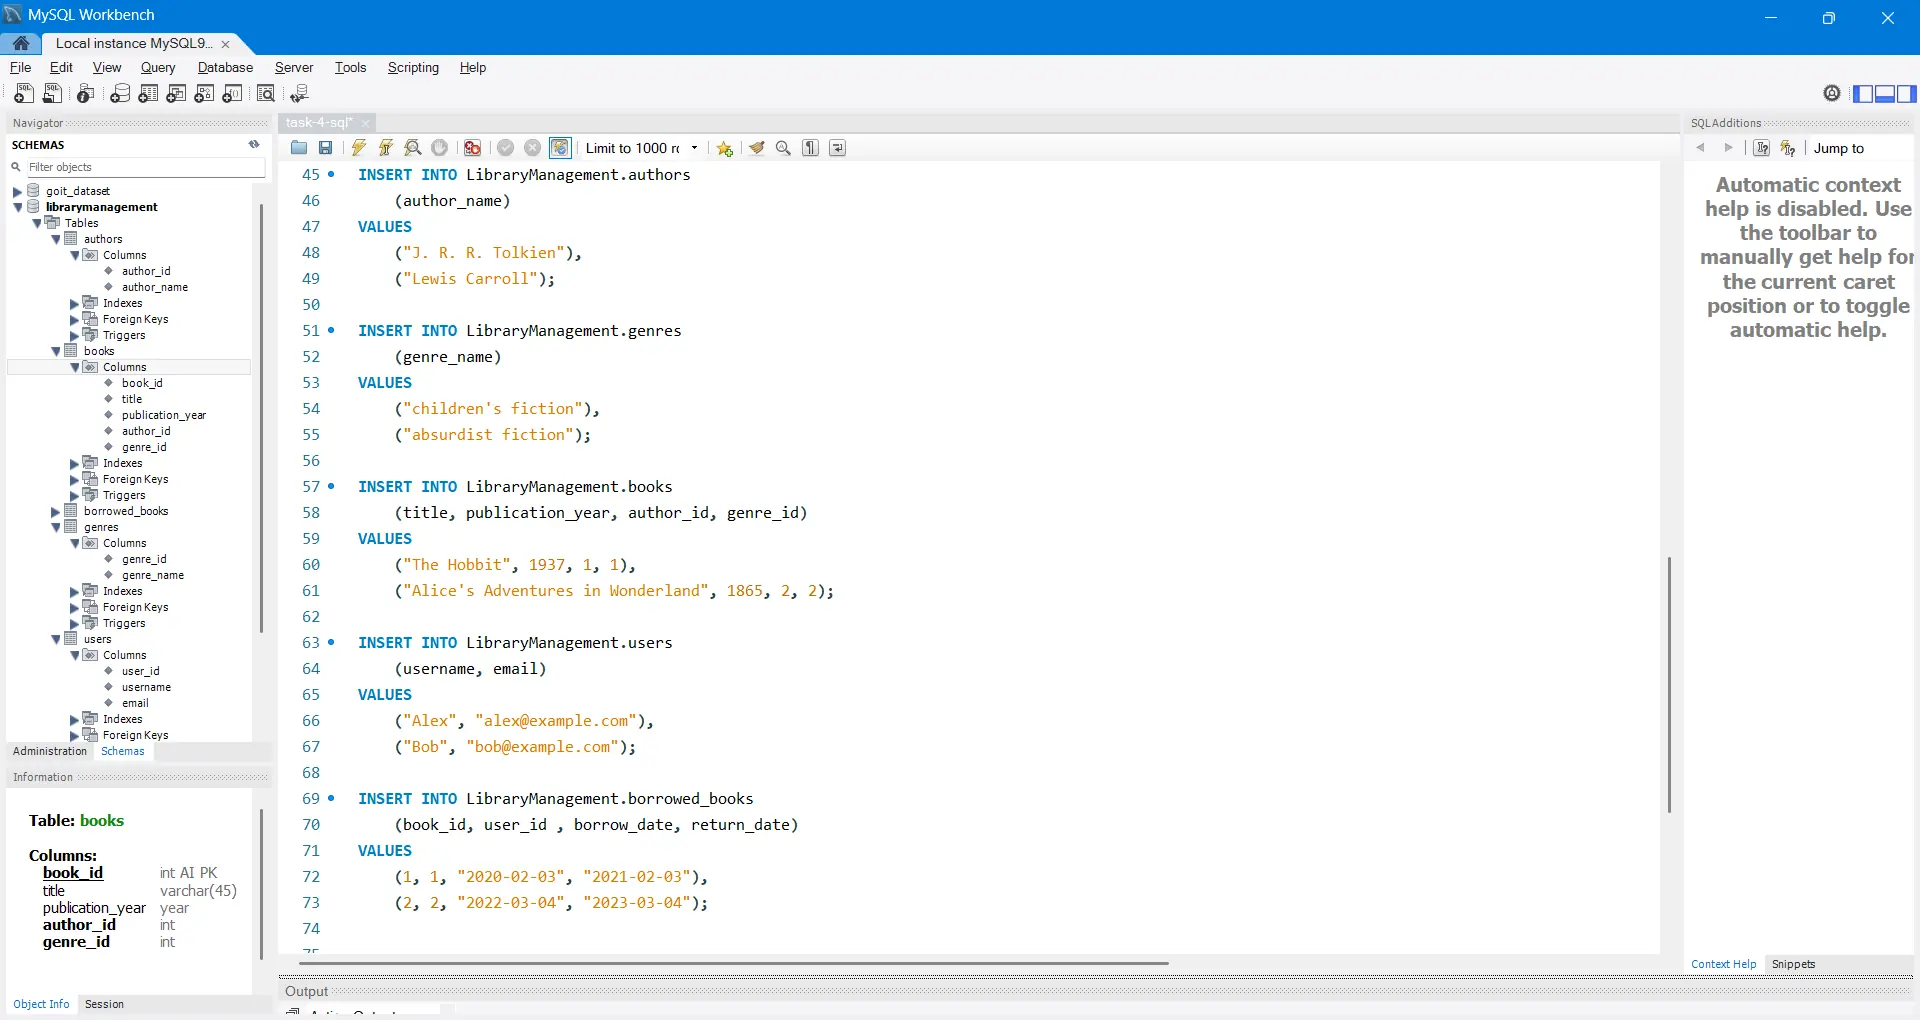 MySQL Workbench
Local instance MySQL9...
File Edit View Query Database Server Tools Scripting Help
Navigator
SCHEMAS
Filter objects
goit_dataset
librarymanagement
Tables
authors
Columns
author_id
author_name
Indexes
Foreign Keys
Triggers
books
Columns
book_id
title
publication_year
author_id
genre_id
Indexes
Foreign Keys
Triggers
borrowed_books
genres
Columns
genre_id
genre_name
Indexes
Foreign Keys
Triggers
users
Columns
user_id
username
email
Indexes
Foreign Keys
Administration Schemas
Information
Table: books
Columns:
book_id int AI PK
title varchar(45)
publication_year year
author_id int
genre_id int
Object Info Session
task-4-sql*
Limit to 1000 rc
45 INSERT INTO LibraryManagement.authors
46 (author_name)
47 VALUES
48 ("J. R. R. Tolkien"),
49 ("Lewis Carroll");
50
51 INSERT INTO LibraryManagement.genres
52 (genre_name)
53 VALUES
54 ("children's fiction"),
55 ("absurdist fiction");
56
57 INSERT INTO LibraryManagement.books
58 (title, publication_year, author_id, genre_id)
59 VALUES
60 ("The Hobbit", 1937, 1, 1),
61 ("Alice's Adventures in Wonderland", 1865, 2, 2);
62
63 INSERT INTO LibraryManagement.users
64 (username, email)
65 VALUES
66 ("Alex", "alex@example.com"),
67 ("Bob", "bob@example.com");
68
69 INSERT INTO LibraryManagement.borrowed_books
70 (book_id, user_id , borrow_date, return_date)
71 VALUES
72 (1, 1, "2020-02-03", "2021-02-03"),
73 (2, 2, "2022-03-04", "2023-03-04");
74
Output
SQL Additions
Jump to
Automatic context
help is disabled. Use
the toolbar to
manually get help for
the current caret
position or to toggle
automatic help.
Context Help Snippets